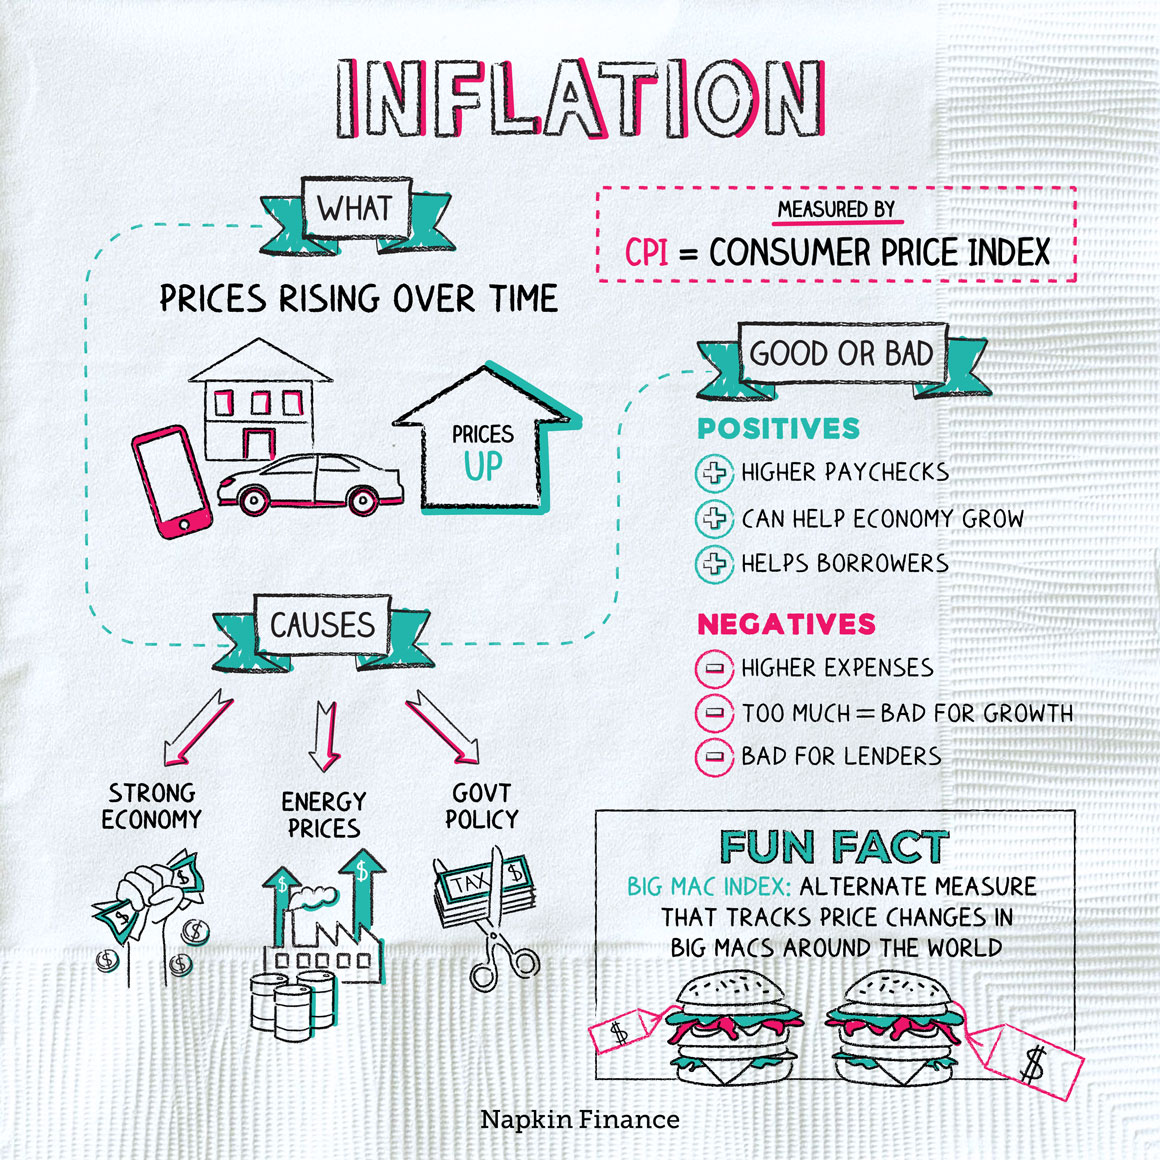 INFLATION
WHAT
PRICES RISING OVER TIME
PRICES
UP
CAUSES
STRONG
ECONOMY
ENERGY
PRICES
GOVT
POLICY
$
$
$
$
$
$
$
TAX $
MEASURED BY
CPI = CONSUMER PRICE INDEX
GOOD OR BAD
POSITIVES
+ HIGHER PAYCHECKS
+ CAN HELP ECONOMY GROW
+ HELPS BORROWERS
NEGATIVES
- HIGHER EXPENSES
- TOO MUCH = BAD FOR GROWTH
- BAD FOR LENDERS
FUN FACT
BIG MAC INDEX: ALTERNATE MEASURE
THAT TRACKS PRICE CHANGES IN
BIG MACS AROUND THE WORLD
$
$
Napkin Finance